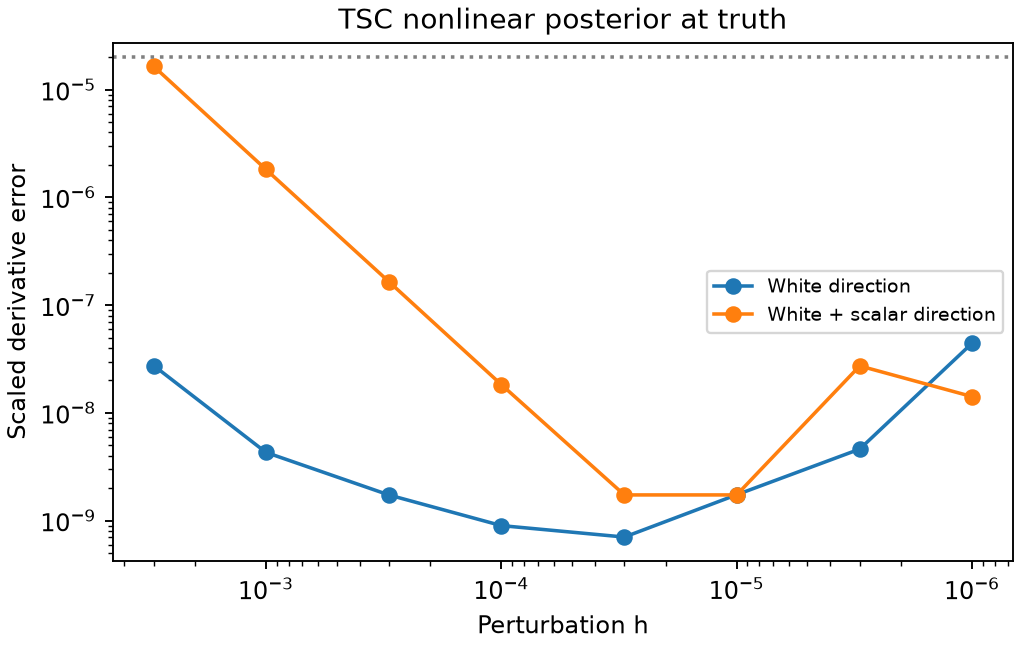 TSC nonlinear posterior at truth
Scaled derivative error
10⁻⁵
10⁻⁶
10⁻⁷
10⁻⁸
10⁻⁹
White direction
White + scalar direction
10⁻³ 10⁻⁴ 10⁻⁵ 10⁻⁶
Perturbation h